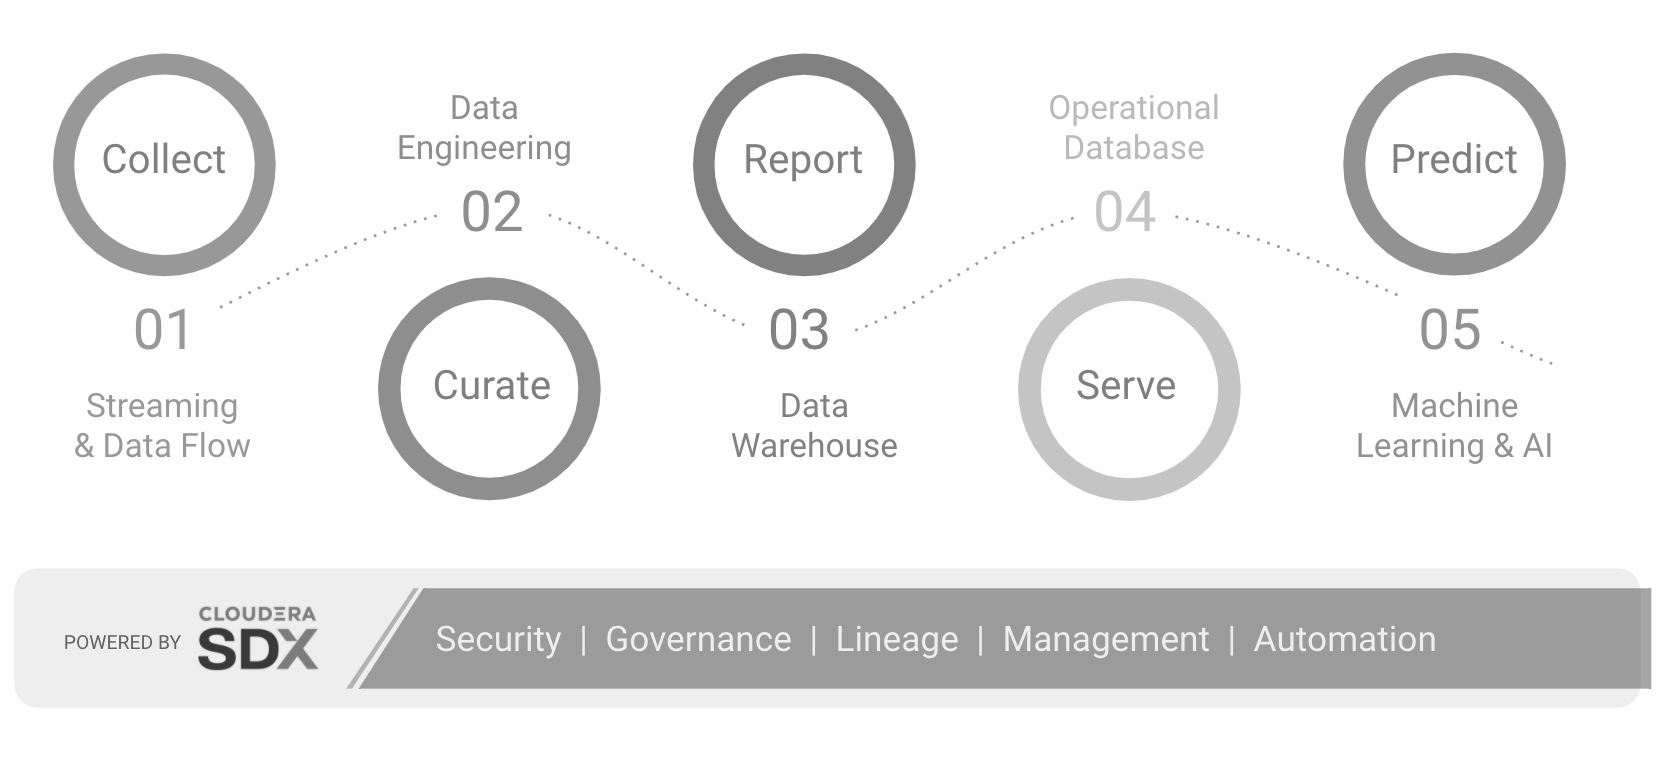 Collect
01
Streaming
& Data Flow
Data
Engineering
02
Curate
Report
03
Data
Warehouse
Operational
Database
04
Serve
Predict
05
Machine
Learning & AI
POWERED BY
CLOUDERA
SDX
Security | Governance | Lineage | Management | Automation